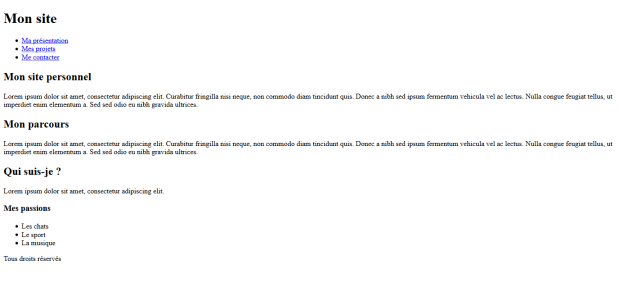 Mon site
Ma présentation
Mes projets
Me contacter
Mon site personnel
Lorem ipsum dolor sit amet, consectetur adipiscing elit. Curabitur fringilla nisi neque, non commodo diam tincidunt quis. Donec a nibh sed ipsum fermentum vehicula vel ac lectus. Nulla congue feugiat tellus, ut
imperdiet enim elementum a. Sed sed odio eu nibh gravida ultrices.
Mon parcours
Lorem ipsum dolor sit amet, consectetur adipiscing elit. Curabitur fringilla nisi neque, non commodo diam tincidunt quis. Donec a nibh sed ipsum fermentum vehicula vel ac lectus. Nulla congue feugiat tellus, ut
imperdiet enim elementum a. Sed sed odio eu nibh gravida ultrices.
Qui suis-je ?
Lorem ipsum dolor sit amet, consectetur adipiscing elit.
Mes passions
Les chats
Le sport
La musique
Tous droits réservés